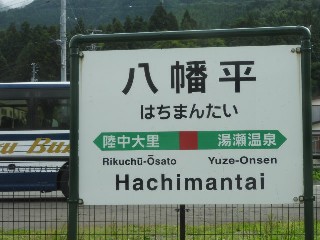 八幡平
はちまんたい
陸中大里 湯瀬温泉
Rikuchū-Ōsato Yuze-Onsen
Hachimantai